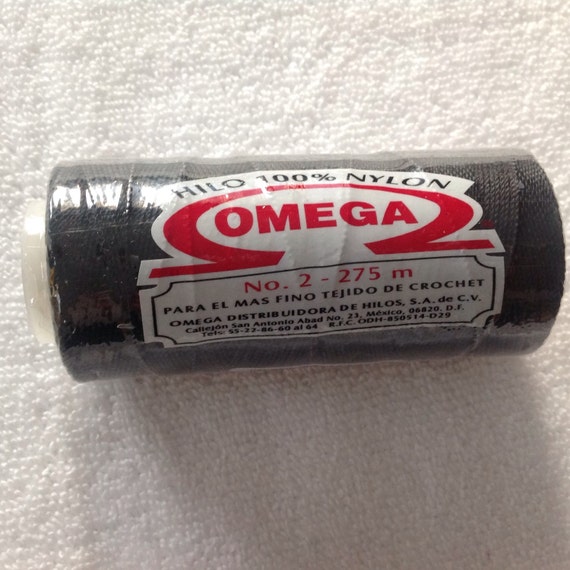 HILO 100% NYLON
OMEGA
No. 2 - 275 m
PARA EL MAS FINO TEJIDO DE CROCHET
OMEGA DISTRIBUIDORA DE HILOS, S.A. de C.V.
Callejón San Antonio Abad No. 23, México, 06820. D.F.
Tels: 55-22-86-60 al 64 R.F.C. ODH-850514-D29